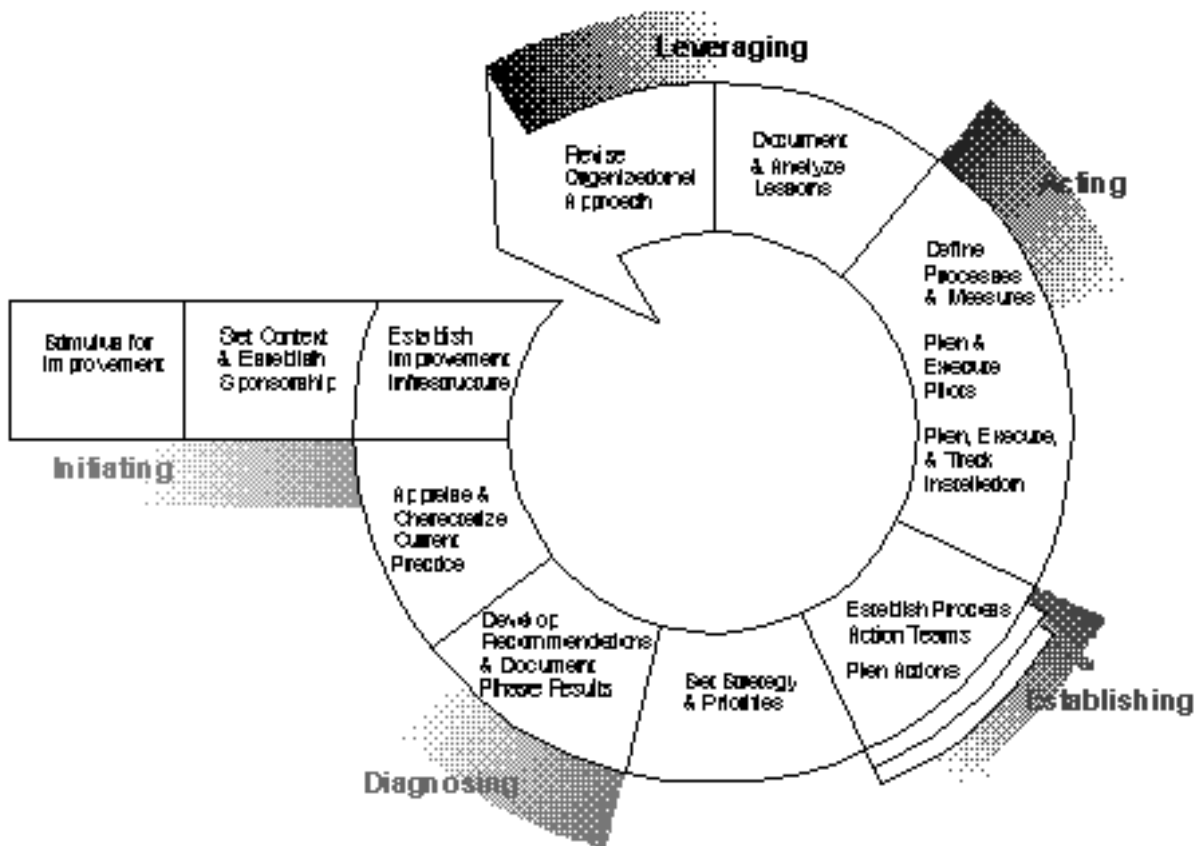 Leveraging
Revise
Organizational
Approach
Document
& Analyze
Lessons
Acting
Define
Processes
& Measures
Plan &
Execute
Pilots
Plan, Execute,
& Track
Installation
Stimulus for
Improvement
Set Context
& Establish
Sponsorship
Establish
Improvement
Infrastructure
Initiating
Appraise &
Characterize
Current
Practice
Develop
Recommendations
& Document
Phase Results
Set Strategy
& Priorities
Establish Process
Action Teams
Plan Actions
Establishing
Diagnosing